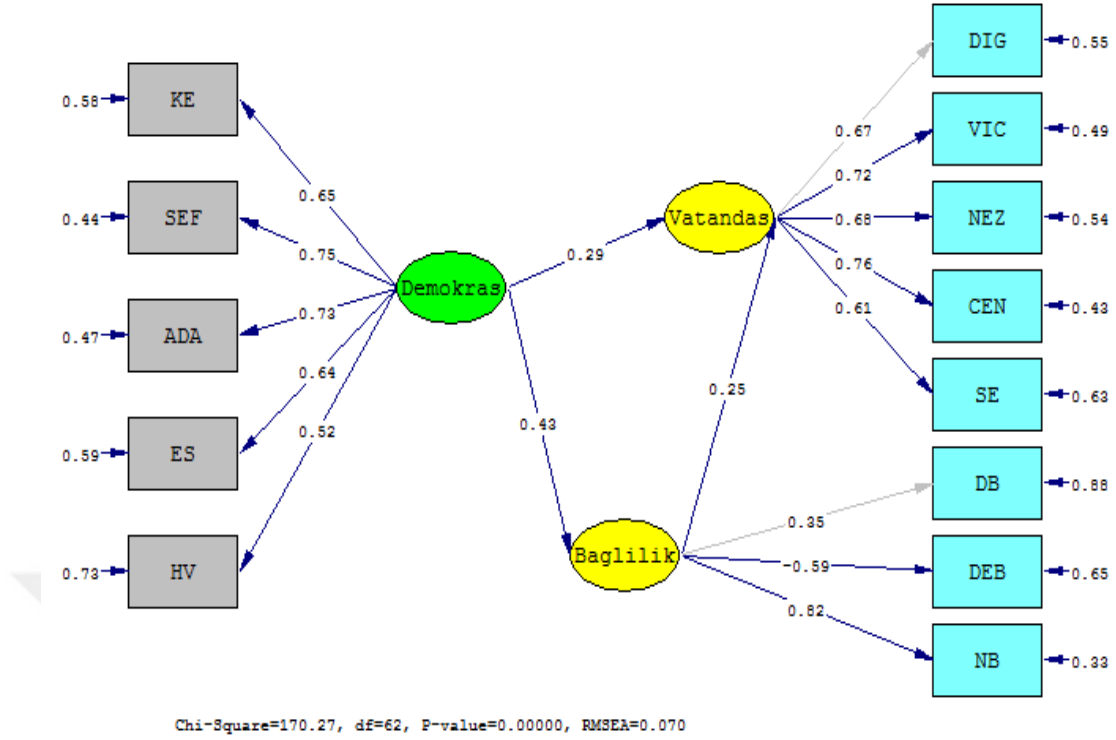 0.58 KE
0.44 SEF
0.47 ADA
0.59 ES
0.73 HV
0.65
0.75
0.73
0.64
0.52
Demokras
0.29
0.43
Vatandas
0.25
Baglilik
0.67
0.72
0.68
0.76
0.61
0.35
-0.59
0.82
DIG 0.55
VIC 0.49
NEZ 0.54
CEN 0.43
SE 0.63
DB 0.88
DEB 0.65
NB 0.33
Chi-Square=170.27, df=62, P-value=0.00000, RMSEA=0.070